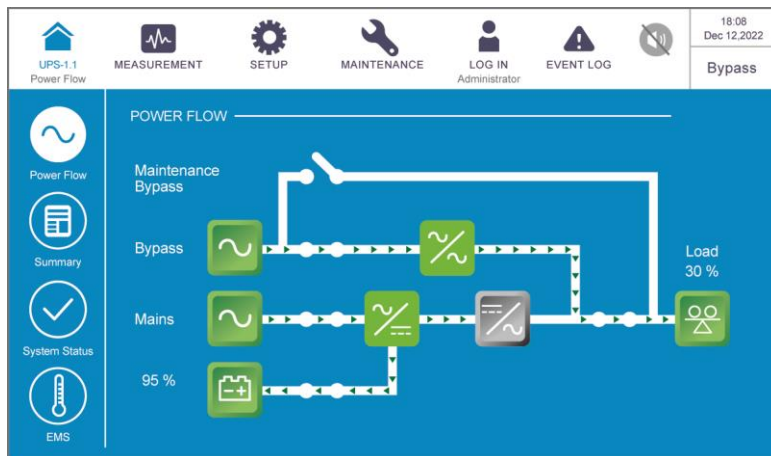 18:08
Dec 12,2022
Bypass
UPS-1.1
Power Flow
MEASUREMENT
SETUP
MAINTENANCE
LOG IN
Administrator
EVENT LOG
Power Flow
Summary
System Status
EMS
POWER FLOW
Maintenance
Bypass
Bypass
Load
30 %
Mains
95 %